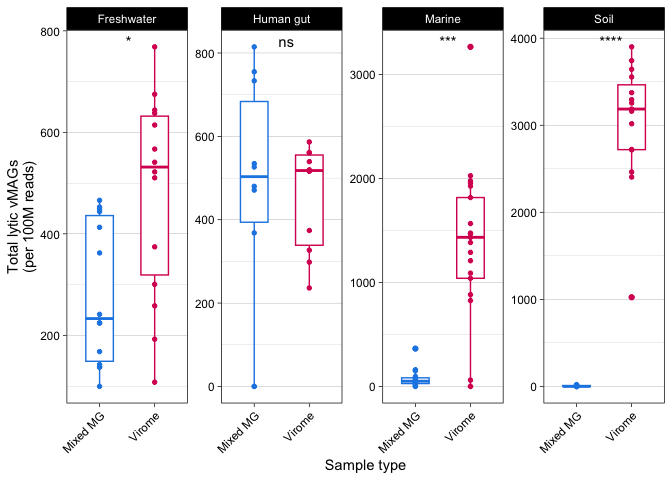 Freshwater
Human gut
Marine
Soil
*
ns
***
****
Total lytic vMAGs
(per 100M reads)
800
600
400
200
800
600
400
200
0
3000
2000
1000
0
4000
3000
2000
1000
0
Mixed MG
Virome
Mixed MG
Virome
Mixed MG
Virome
Mixed MG
Virome
Sample type